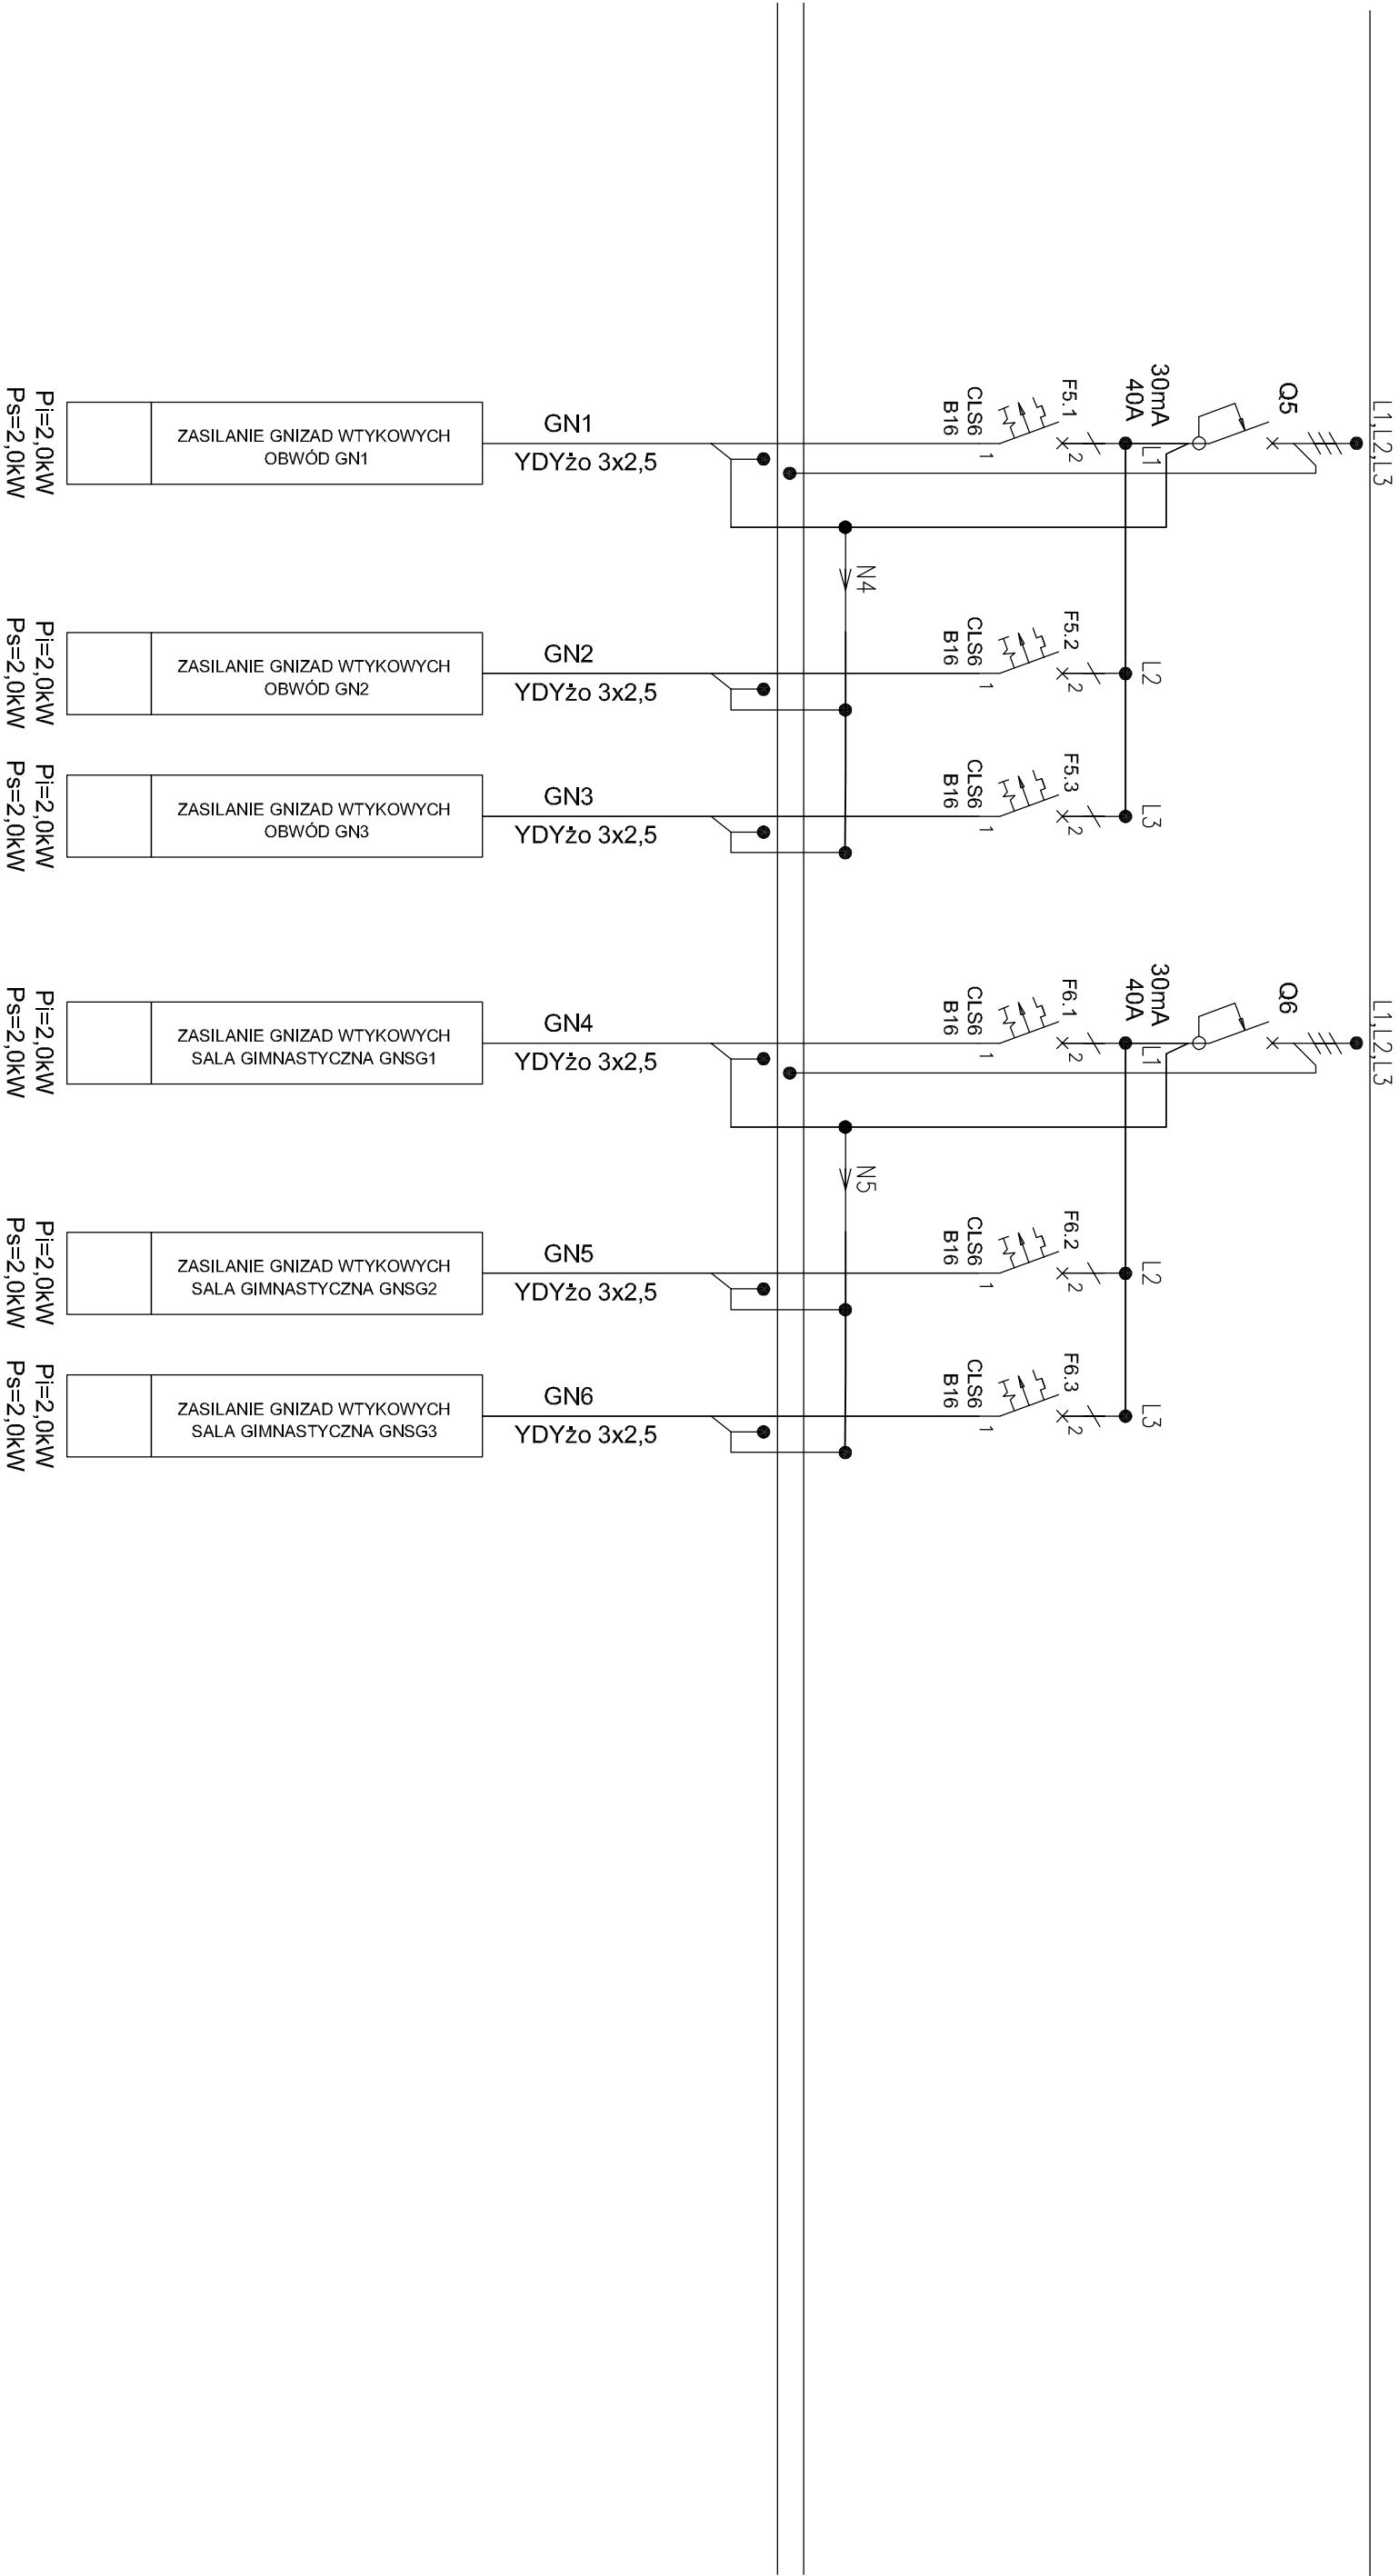 L1,L2,L3
Q5
30mA
40A
L1
F5.1
2
CLS6
B16
1
GN1
YDYżo 3x2,5
ZASILANIE GNIZAD WTYKOWYCH
OBWÓD GN1
Pi=2,0kW
Ps=2,0kW
N4
L2
F5.2
2
CLS6
B16
1
GN2
YDYżo 3x2,5
ZASILANIE GNIZAD WTYKOWYCH
OBWÓD GN2
Pi=2,0kW
Ps=2,0kW
L3
F5.3
2
CLS6
B16
1
GN3
YDYżo 3x2,5
ZASILANIE GNIZAD WTYKOWYCH
OBWÓD GN3
Pi=2,0kW
Ps=2,0kW
L1,L2,L3
Q6
30mA
40A
L1
F6.1
2
CLS6
B16
1
GN4
YDYżo 3x2,5
ZASILANIE GNIZAD WTYKOWYCH
SALA GIMNASTYCZNA GNSG1
Pi=2,0kW
Ps=2,0kW
N5
L2
F6.2
2
CLS6
B16
1
GN5
YDYżo 3x2,5
ZASILANIE GNIZAD WTYKOWYCH
SALA GIMNASTYCZNA GNSG2
Pi=2,0kW
Ps=2,0kW
L3
F6.3
2
CLS6
B16
1
GN6
YDYżo 3x2,5
ZASILANIE GNIZAD WTYKOWYCH
SALA GIMNASTYCZNA GNSG3
Pi=2,0kW
Ps=2,0kW